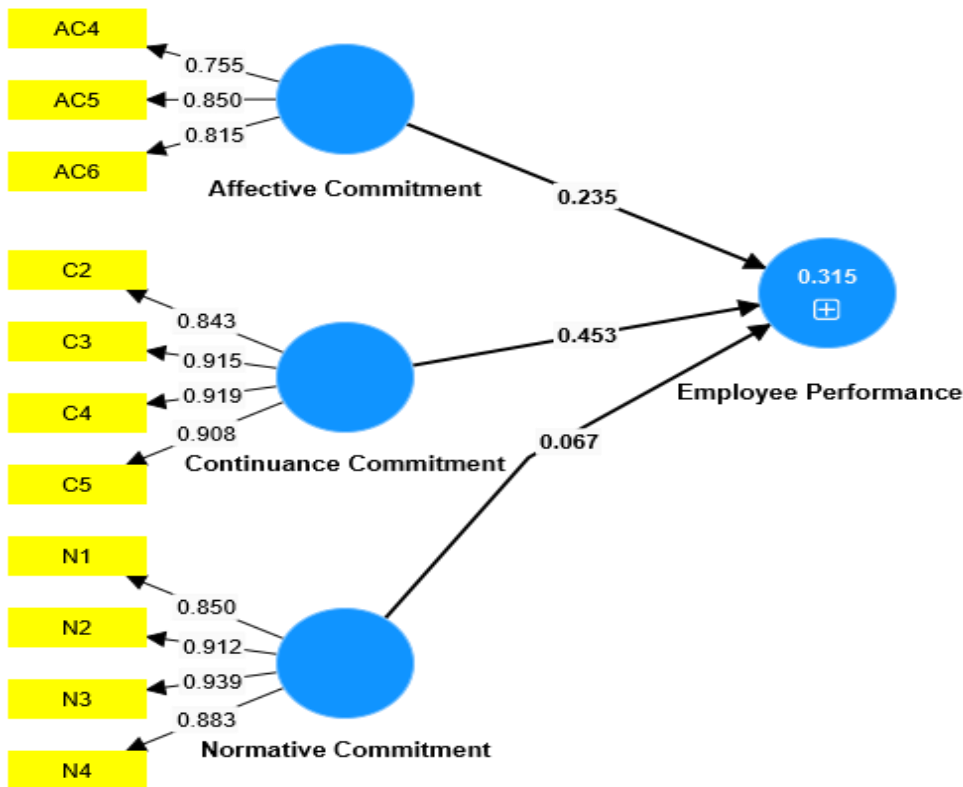 AC4
0.755
AC5
0.850
0.815
AC6
Affective Commitment
0.235
C2
0.843
C3
0.915
0.919
C4
0.908
C5
Continuance Commitment
0.453
0.315
Employee Performance
0.067
N1
0.850
N2
0.912
0.939
N3
0.883
N4
Normative Commitment